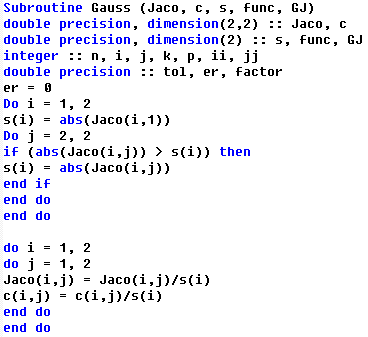 Subroutine Gauss (Jaco, c, s, func, GJ)
double precision, dimension(2,2) :: Jaco, c
double precision, dimension(2) :: s, func, GJ
integer :: n, i, j, k, p, ii, jj
double precision :: tol, er, factor
er = 0
Do i = 1, 2
s(i) = abs(Jaco(i,1))
Do j = 2, 2
if (abs(Jaco(i,j)) > s(i)) then
s(i) = abs(Jaco(i,j))
end if
end do
end do

do i = 1, 2
do j = 1, 2
Jaco(i,j) = Jaco(i,j)/s(i)
c(i,j) = c(i,j)/s(i)
end do
end do